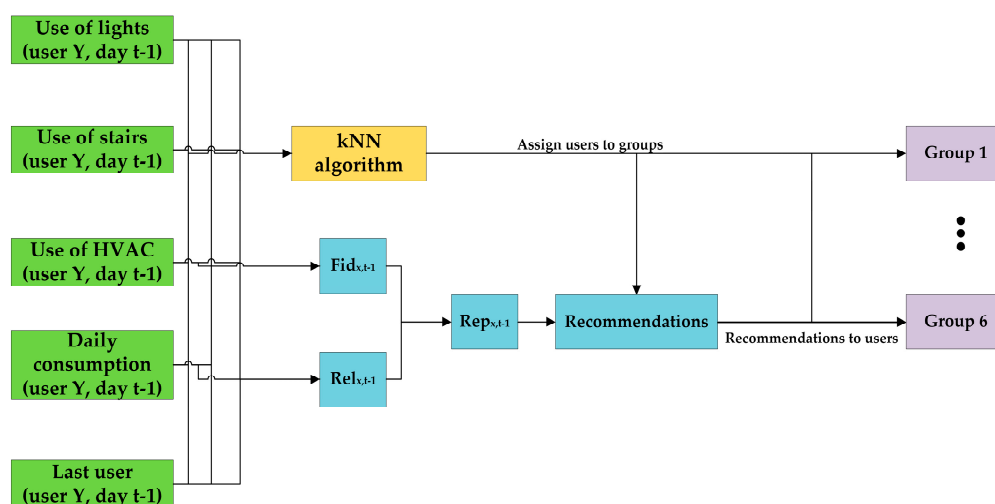 Use of lights
(user Y, day t-1)
Use of stairs
(user Y, day t-1)
kNN
algorithm
Assign users to groups
Group 1
Use of HVAC
(user Y, day t-1)
Fidx,t-1
Daily
consumption
(user Y, day t-1)
Relx,t-1
Repx,t-1
Recommendations
Recommendations to users
Group 6
Last user
(user Y, day t-1)